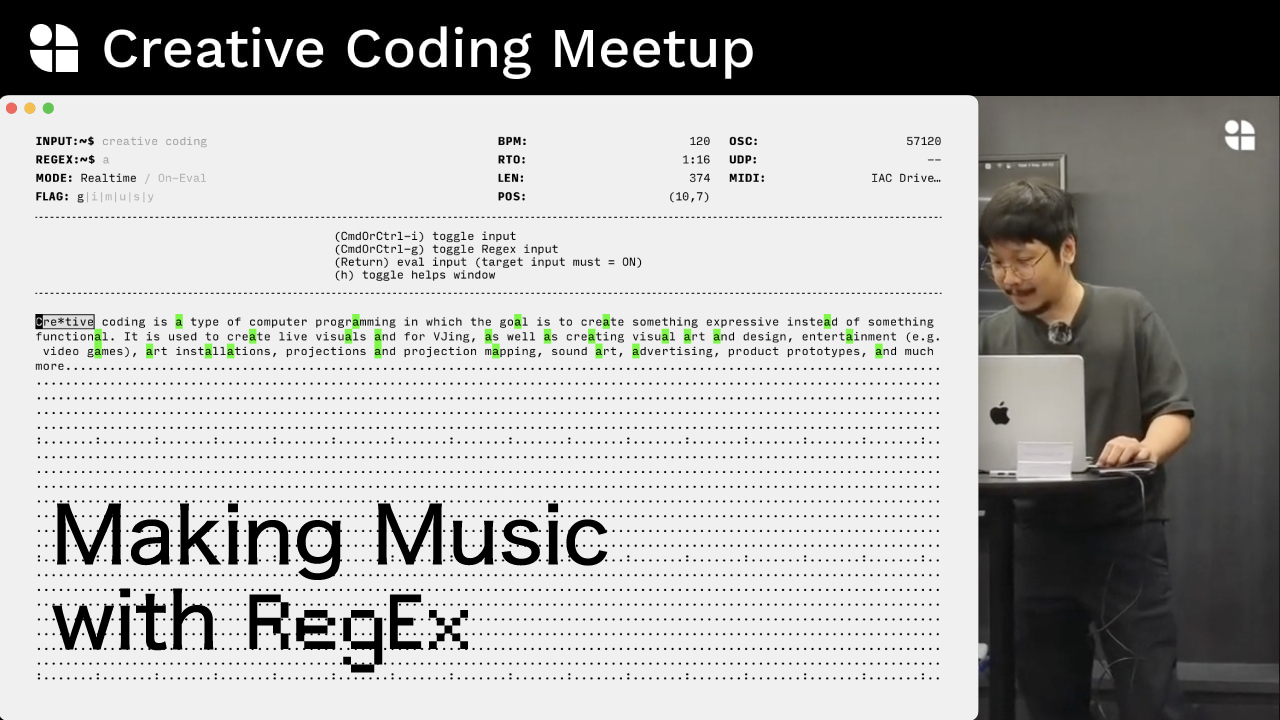 Creative Coding Meetup
INPUT:~$ creative coding BPM: 120 OSC: 57120
REGEX:~$ a RTO: 1:16 UDP: --
MODE: Realtime / On-Eval LEN: 374 MIDI: IAC Drive…
FLAG: g|i|m|u|s|y POS: (10,7)
(CmdOrCtrl-i) toggle input
(CmdOrCtrl-g) toggle Regex input
(Return) eval input (target input must = ON)
(h) toggle helps window
Cre*tive coding is a type of computer programming in which the goal is to create something expressive instead of something
functional. It is used to create live visuals and for VJing, as well as creating visual art and design, entertainment (e.g.
video games), art installations, projections and projection mapping, sound art, advertising, product prototypes, and much
more.
Making Music
with RegEx